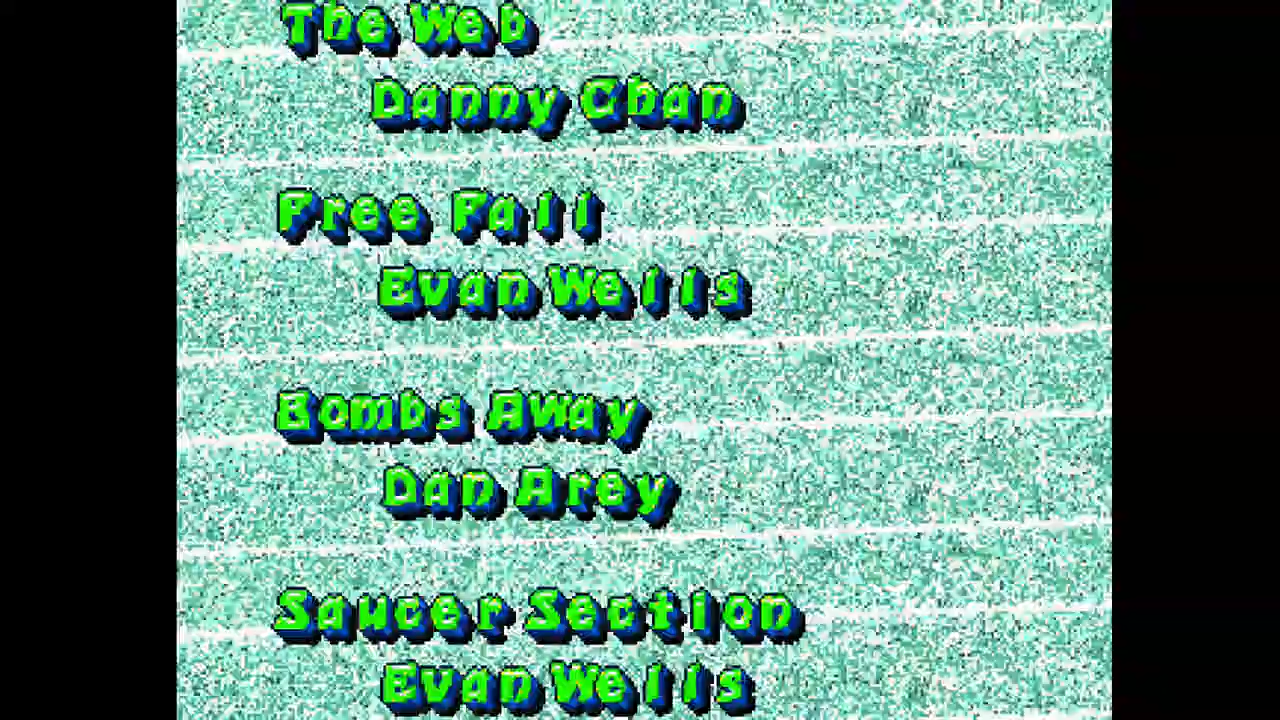 The Web
Danny Chan
Free Fall
Evan Wells
Bombs Away
Dan Arey
Saucer Section
Evan Wells